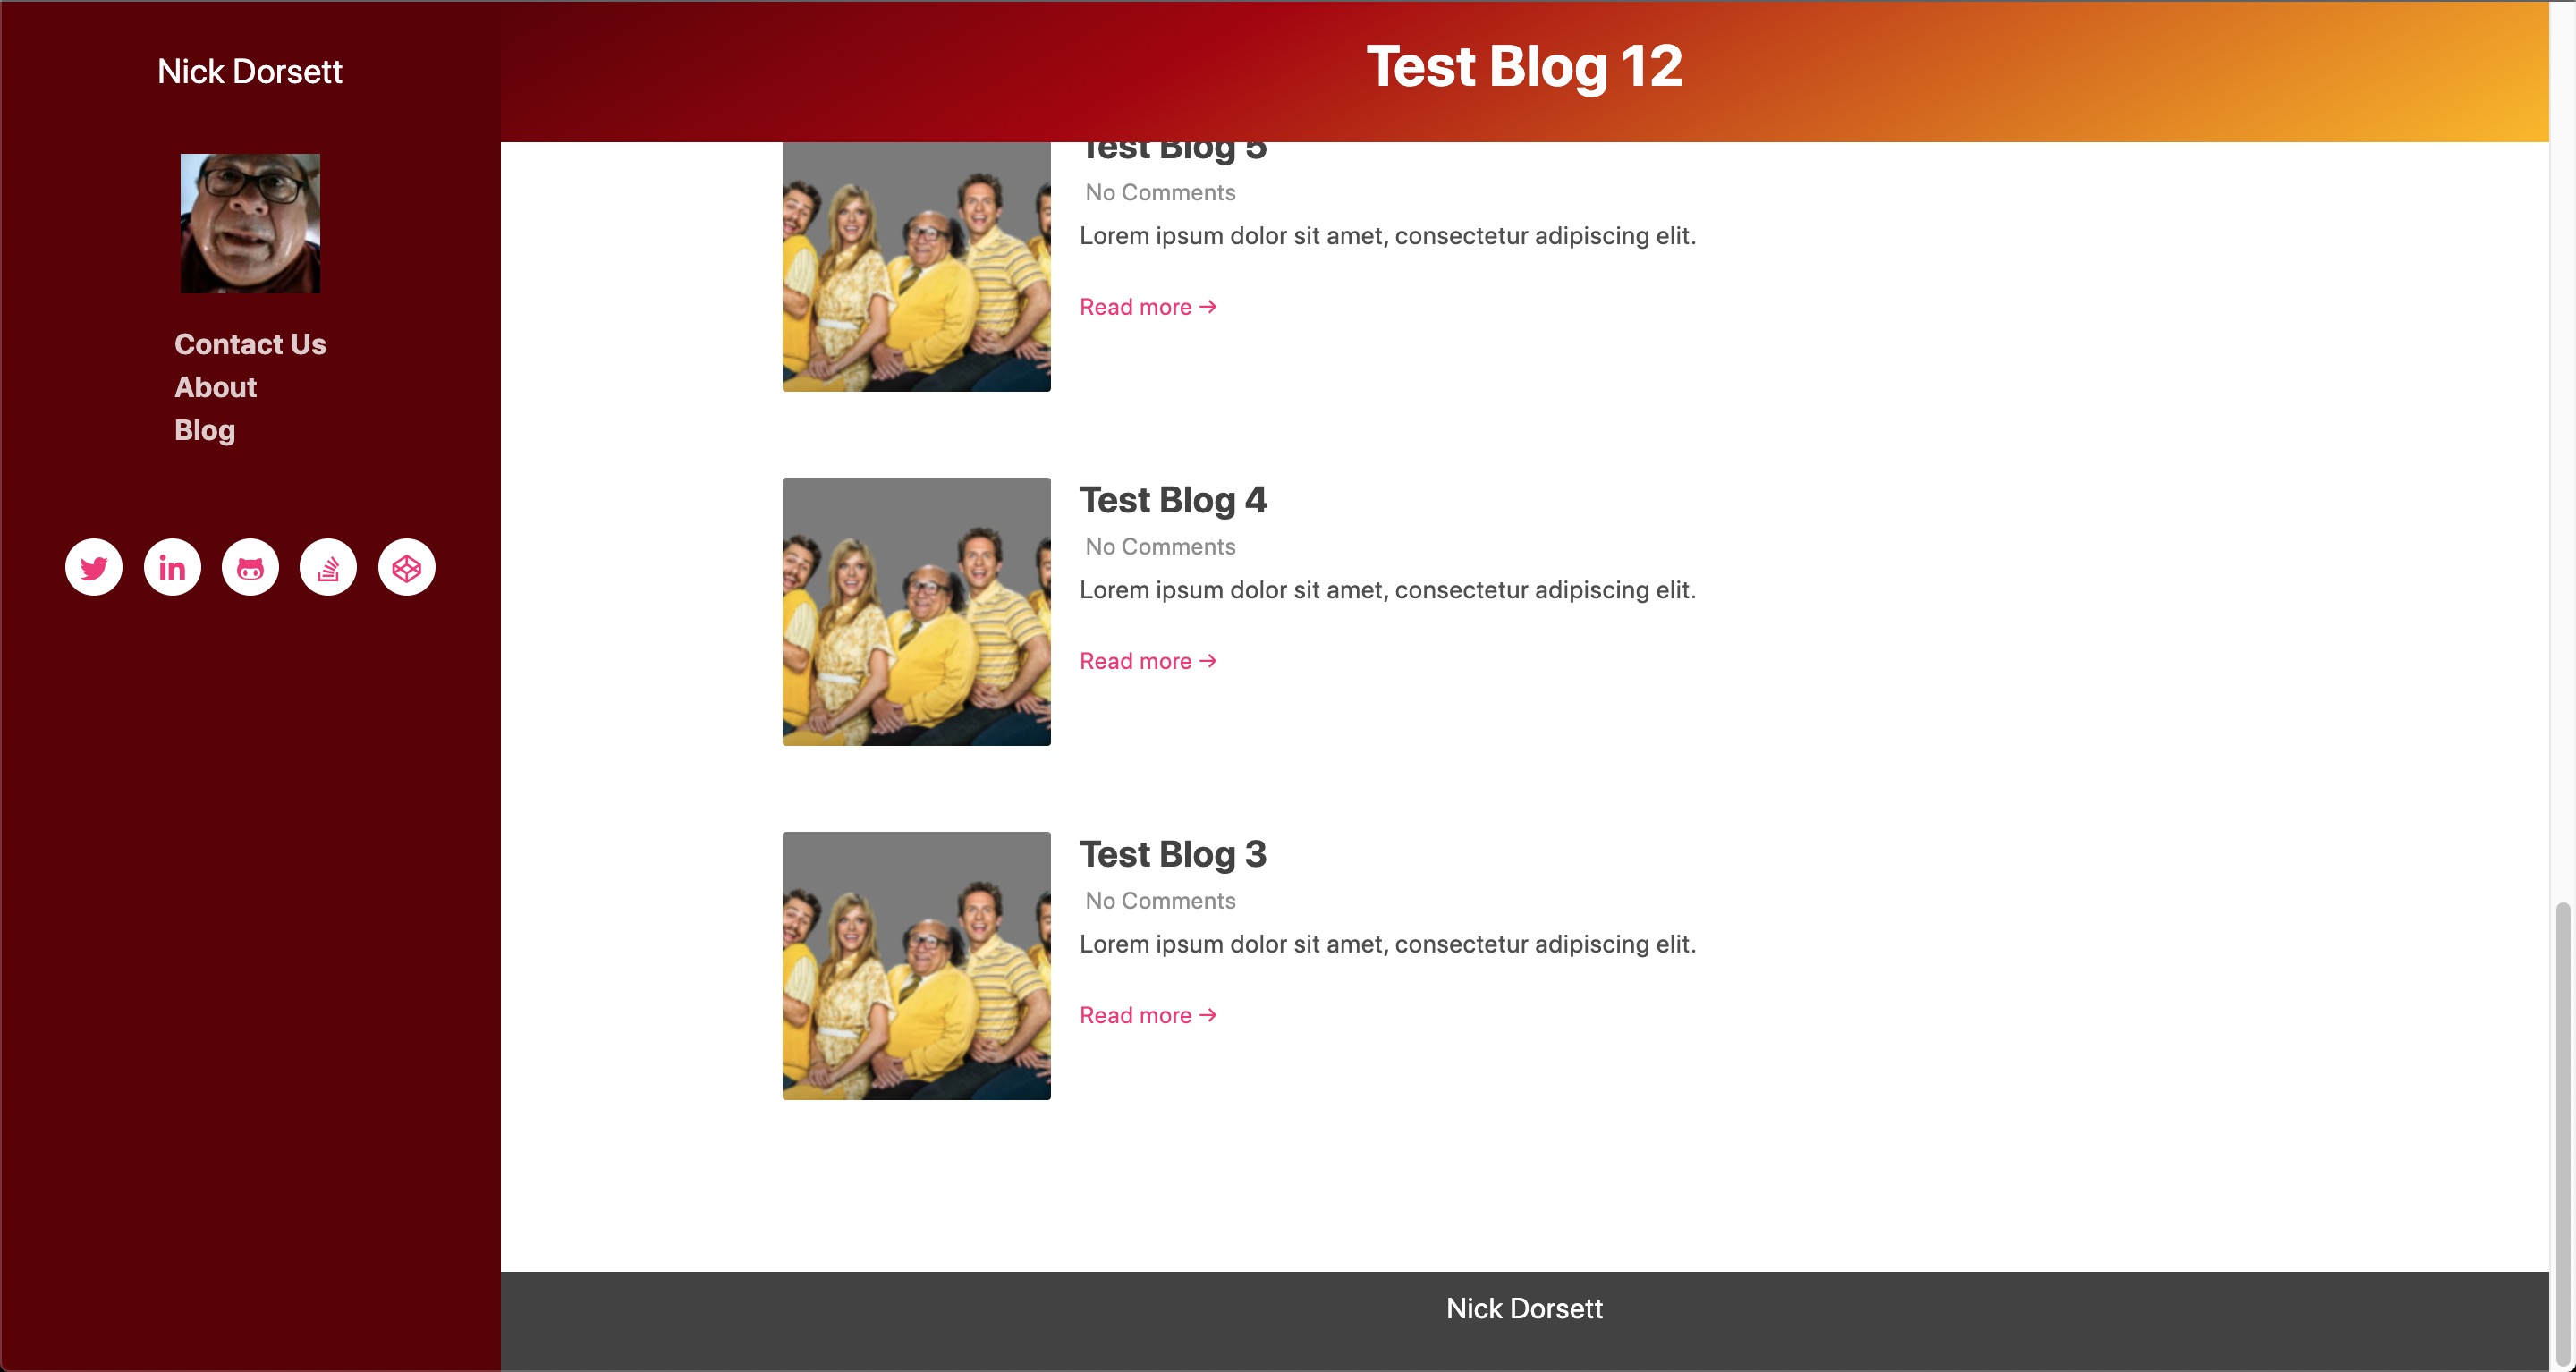 Nick Dorsett
Contact Us
About
Blog
in
Test Blog 12
Test Blog 5
No Comments
Lorem ipsum dolor sit amet, consectetur adipiscing elit.
Read more →
Test Blog 4
No Comments
Lorem ipsum dolor sit amet, consectetur adipiscing elit.
Read more →
Test Blog 3
No Comments
Lorem ipsum dolor sit amet, consectetur adipiscing elit.
Read more →
Nick Dorsett